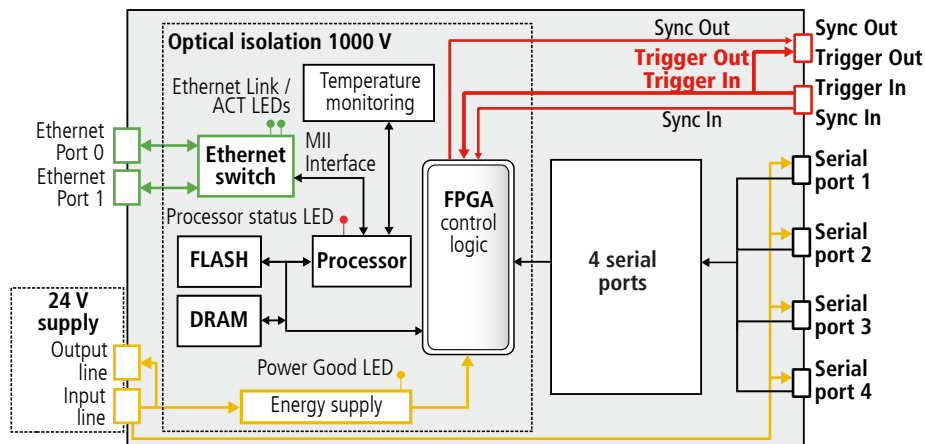 Optical isolation 1000 V
Sync Out
Sync Out
Trigger Out
Trigger Out
Trigger In
Trigger In
Sync In
Sync In
Ethernet Link /
ACT LEDs
Temperature
monitoring
Ethernet
Port 0
Ethernet
Port 1
Ethernet
switch
MII
Interface
Processor status LED
FLASH
Processor
DRAM
FPGA
control
logic
4 serial
ports
Serial
port 1
Serial
port 2
Serial
port 3
Serial
port 4
24 V
supply
Output
line
Input
line
Power Good LED
Energy supply